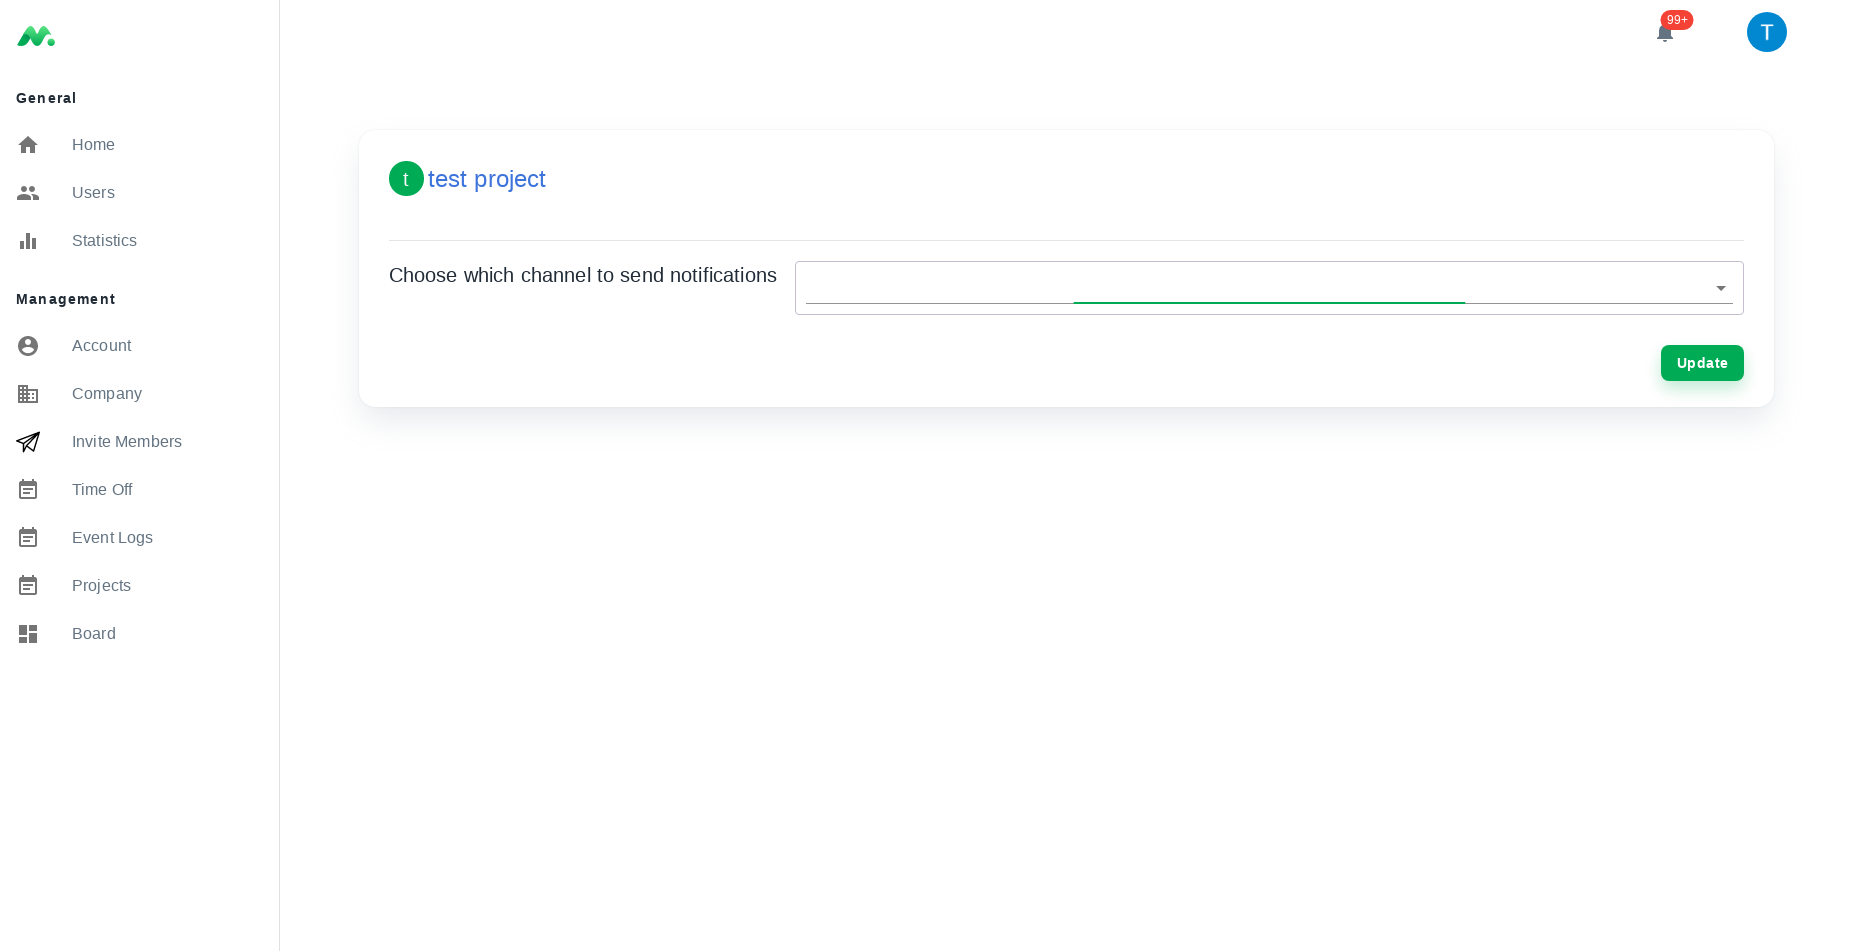 99+
T
General
Home
Users
Statistics
Management
Account
Company
Invite Members
Time Off
Event Logs
Projects
Board
t test project
Choose which channel to send notifications
Update